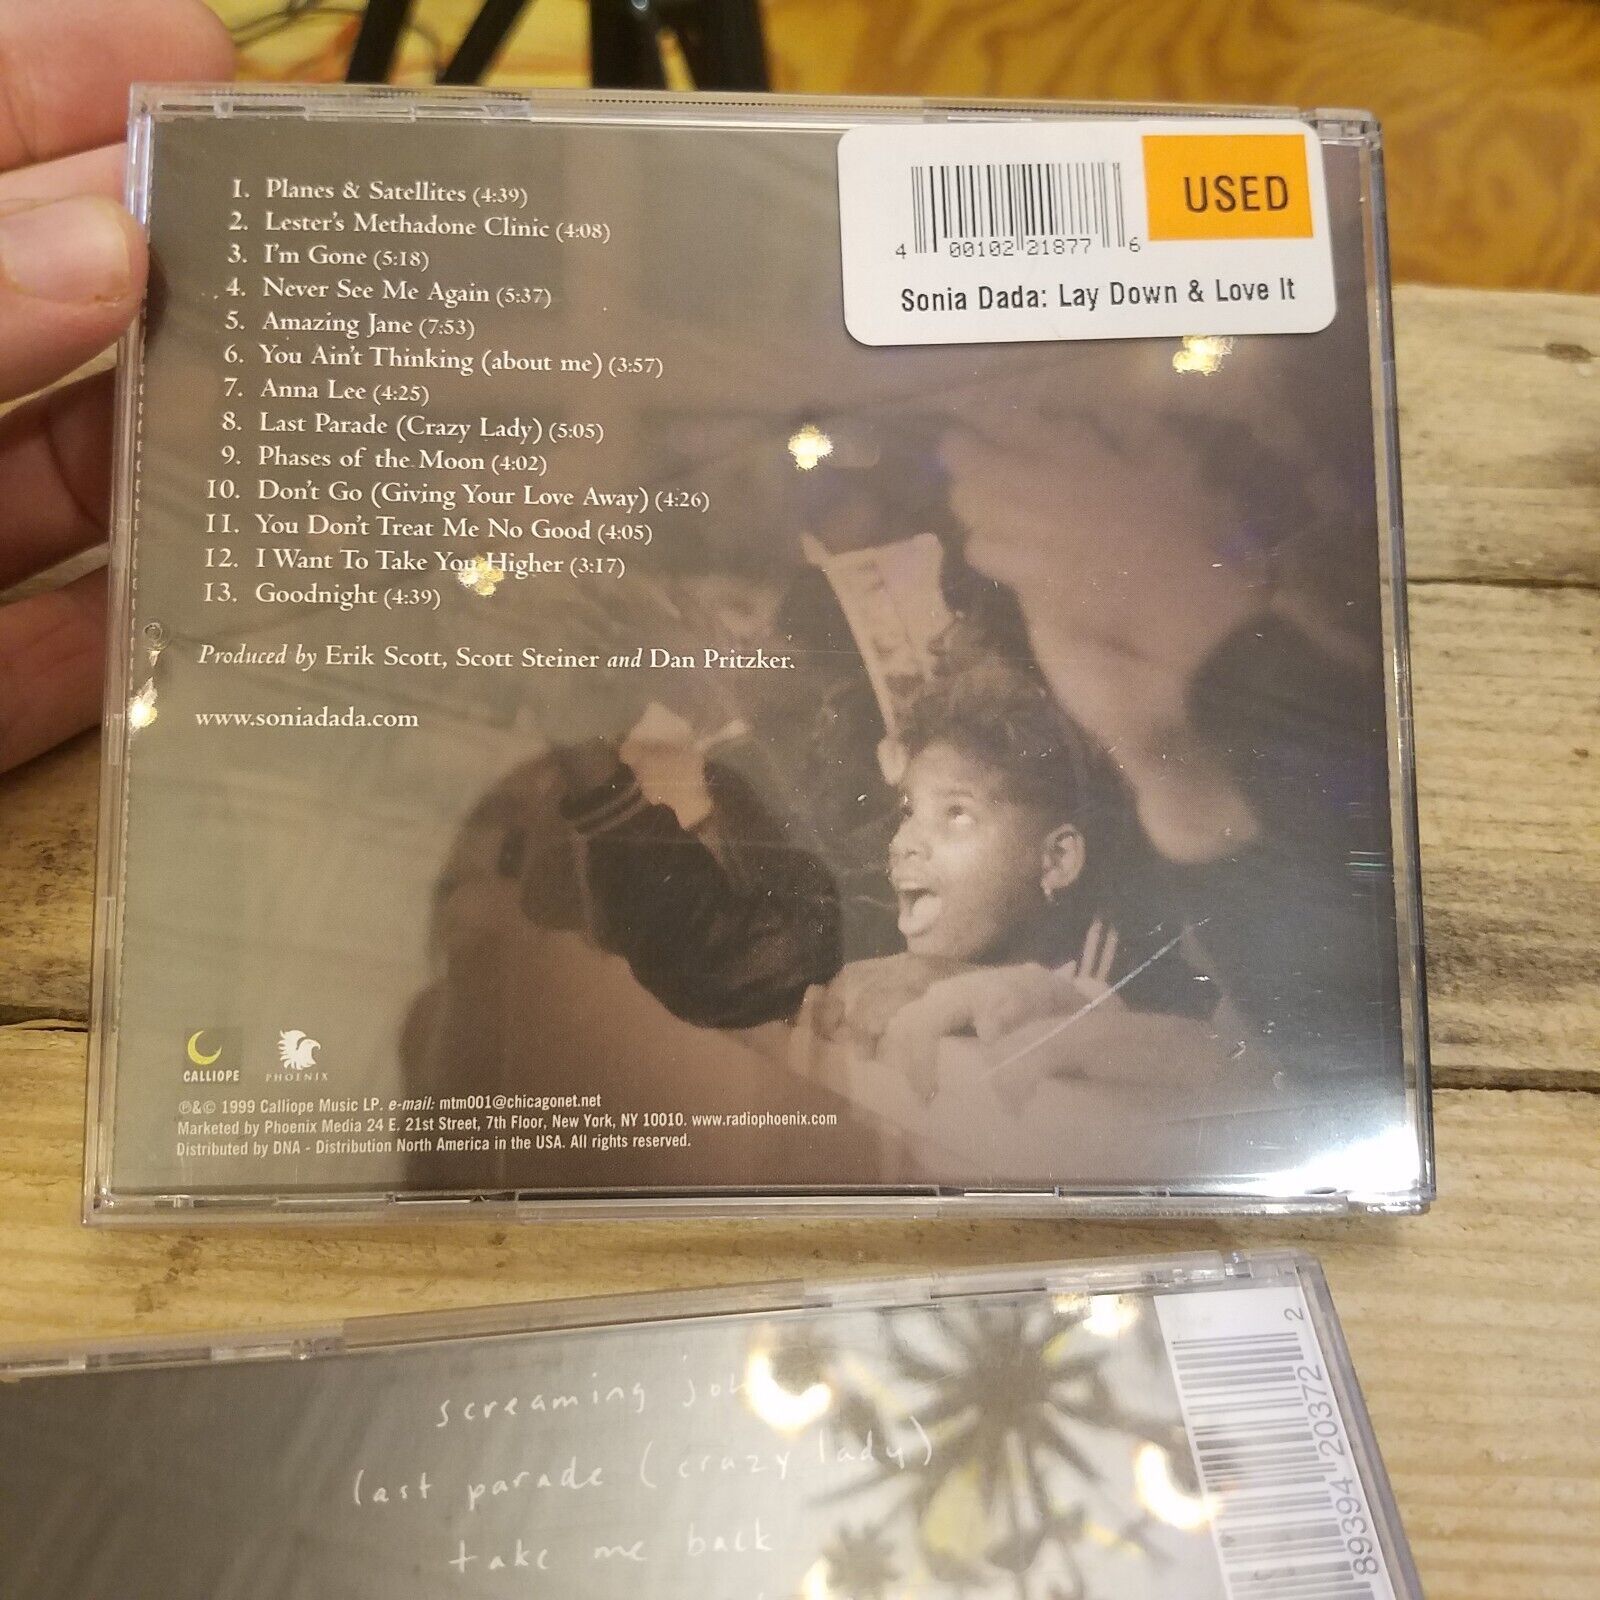 1. Planes & Satellites (4:39)
2. Lester's Methadone Clinic (4:08)
3. I'm Gone (5:18)
4. Never See Me Again (5:37)
5. Amazing Jane (7:53)
6. You Ain't Thinking (about me) (3:57)
7. Anna Lee (4:25)
8. Last Parade (Crazy Lady) (5:05)
9. Phases of the Moon (4:02)
10. Don't Go (Giving Your Love Away) (4:26)
11. You Don't Treat Me No Good (4:05)
12. I Want To Take You Higher (3:17)
13. Goodnight (4:39)
Produced by Erik Scott, Scott Steiner and Dan Pritzker.
www.soniadada.com
USED
4 00102 21877 6
Sonia Dada: Lay Down & Love It
CALLIOPE
PHOENIX
℗&© 1999 Calliope Music LP. e-mail: mtm001@chicagonet.net
Marketed by Phoenix Media 24 E. 21st Street, 7th Floor, New York, NY 10010. www.radiophoenix.com
Distributed by DNA - Distribution North America in the USA. All rights reserved.
screaming
last parade (crazy lady)
take me back
89394 20372 2